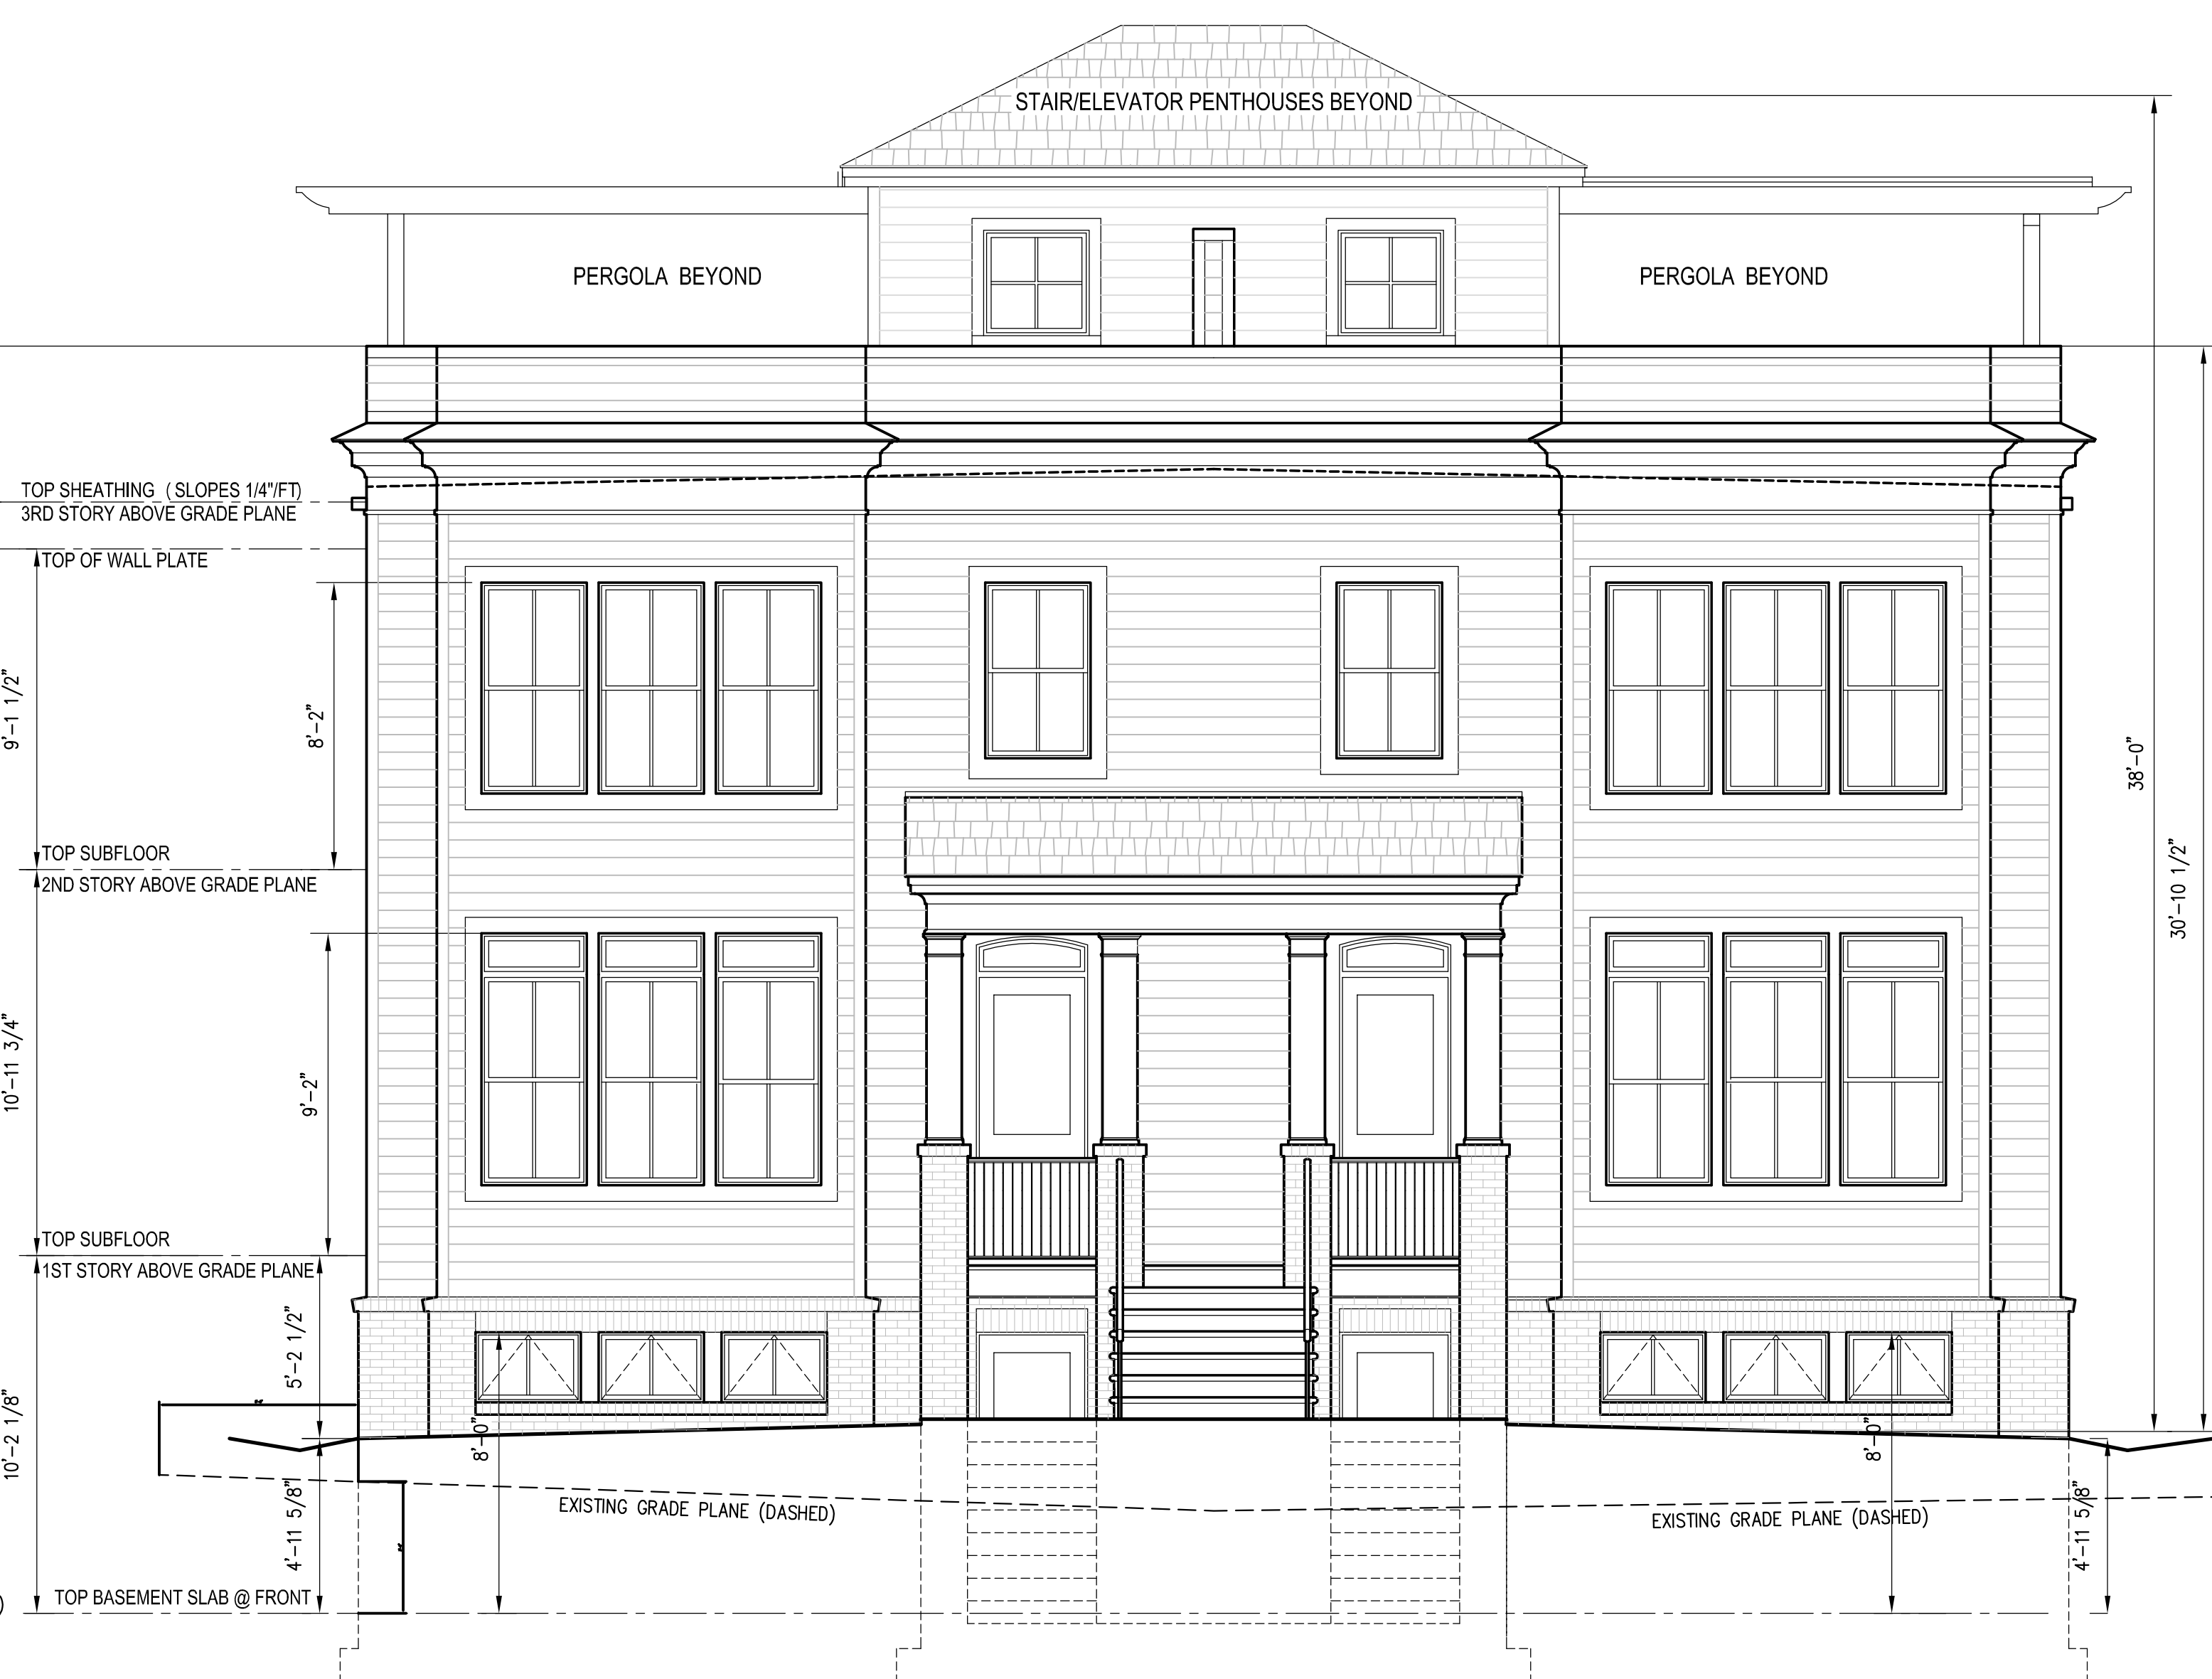 STAIR/ELEVATOR PENTHOUSES BEYOND
PERGOLA BEYOND
PERGOLA BEYOND
TOP SHEATHING ( SLOPES 1/4"/FT)
3RD STORY ABOVE GRADE PLANE
TOP OF WALL PLATE
9'-1 1/2"
8'-2"
38'-0"
30'-10 1/2"
TOP SUBFLOOR
2ND STORY ABOVE GRADE PLANE
10'-11 3/4"
9'-2"
TOP SUBFLOOR
1ST STORY ABOVE GRADE PLANE
5'-2 1/2"
10'-2 1/8"
8'-0"
8'-0"
4'-11 5/8"
4'-11 5/8"
EXISTING GRADE PLANE (DASHED)
EXISTING GRADE PLANE (DASHED)
TOP BASEMENT SLAB @ FRONT
)